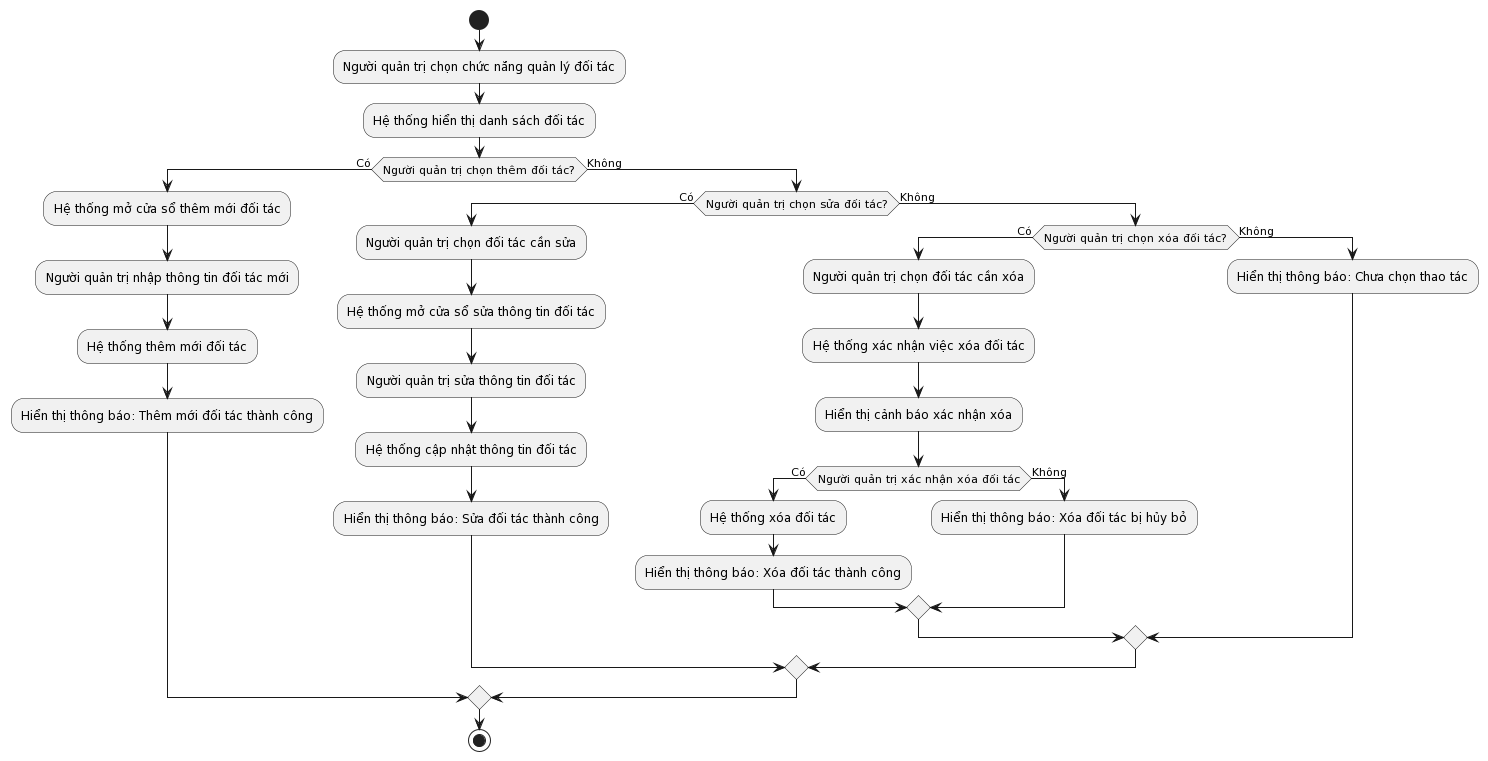 Người quản trị chọn chức năng quản lý đối tác
Hệ thống hiển thị danh sách đối tác
Có
Người quản trị chọn thêm đối tác?
Không
Hệ thống mở cửa sổ thêm mới đối tác
Người quản trị nhập thông tin đối tác mới
Hệ thống thêm mới đối tác
Hiển thị thông báo: Thêm mới đối tác thành công
Có
Người quản trị chọn sửa đối tác?
Không
Người quản trị chọn đối tác cần sửa
Hệ thống mở cửa sổ sửa thông tin đối tác
Người quản trị sửa thông tin đối tác
Hệ thống cập nhật thông tin đối tác
Hiển thị thông báo: Sửa đối tác thành công
Có
Người quản trị chọn xóa đối tác?
Không
Người quản trị chọn đối tác cần xóa
Hệ thống xác nhận việc xóa đối tác
Hiển thị cảnh báo xác nhận xóa
Có
Người quản trị xác nhận xóa đối tác
Không
Hệ thống xóa đối tác
Hiển thị thông báo: Xóa đối tác thành công
Hiển thị thông báo: Xóa đối tác bị hủy bỏ
Hiển thị thông báo: Chưa chọn thao tác